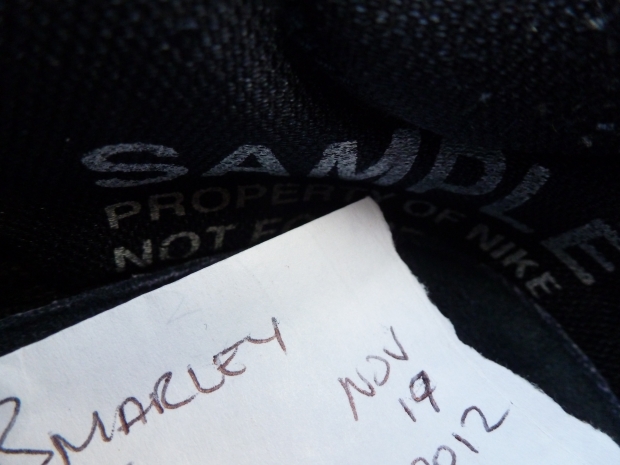 SAMPLE
PROPERTY OF NIKE
NOT
BMARLEY
NOV
19
2012